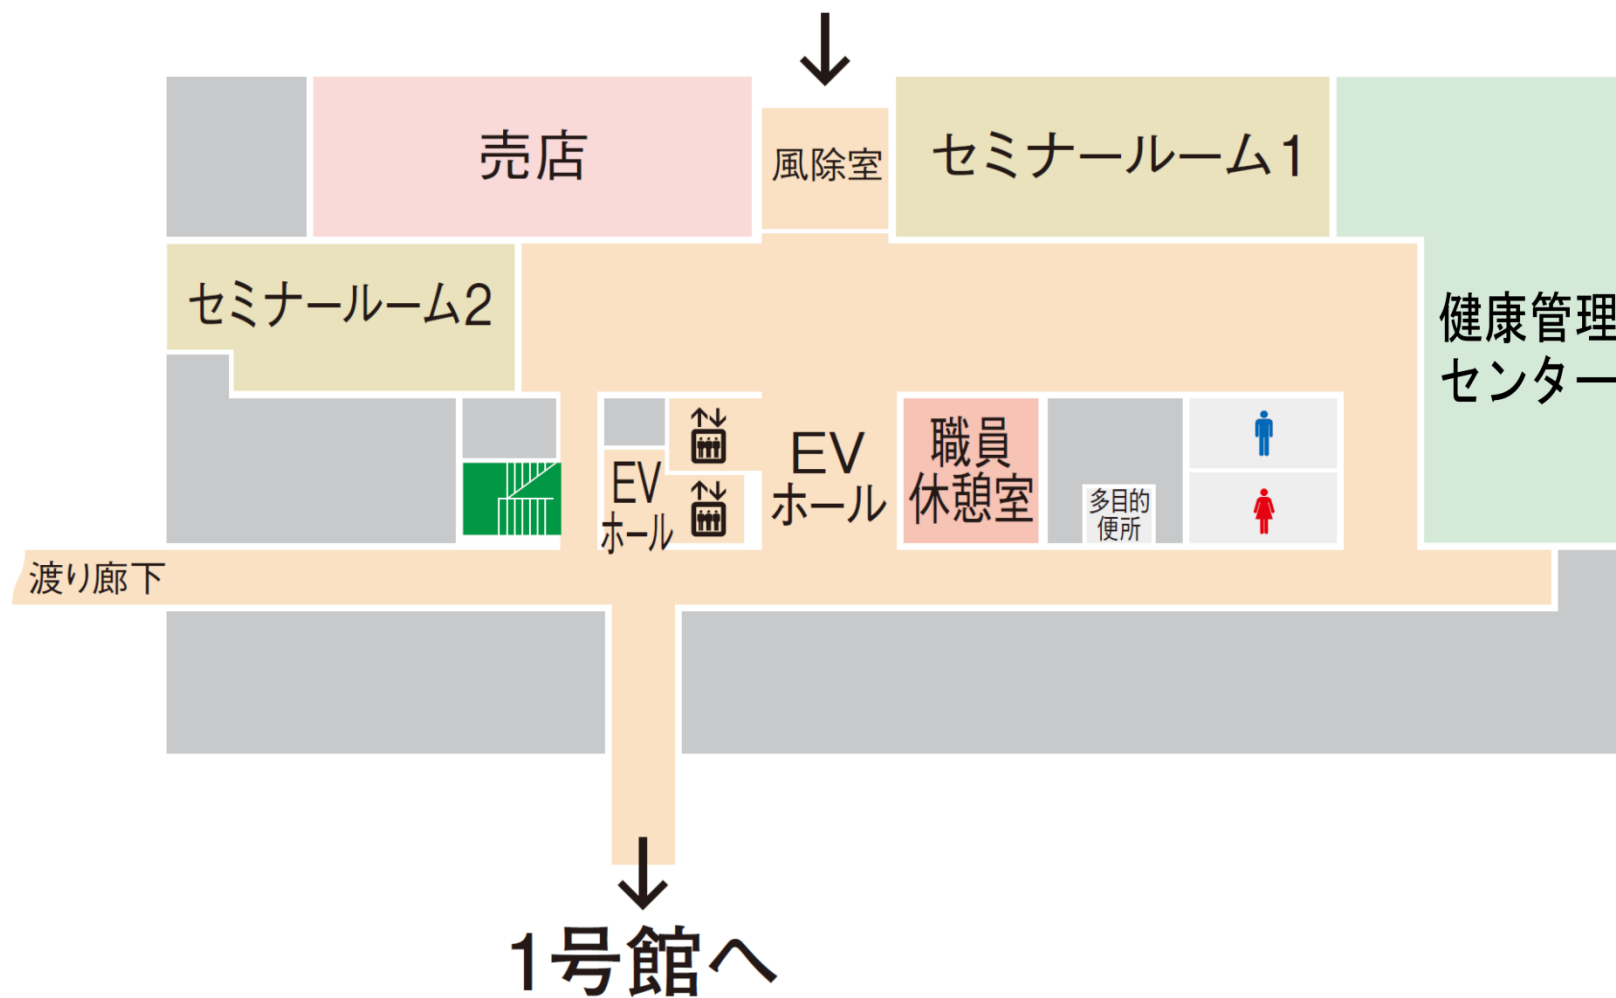 売店
風除室
セミナールーム1
セミナールーム2
健康管理
センター
EV
ホール
EV
ホール
職員
休憩室
多目的
便所
渡り廊下
1号館へ